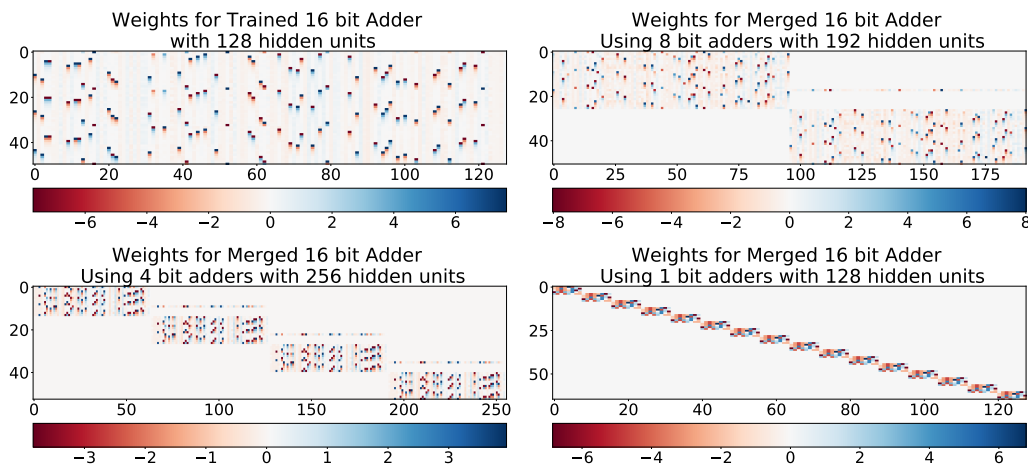 Weights for Trained 16 bit Adder
with 128 hidden units
0
20
40
0 20 40 60 80 100 120
−6 −4 −2 0 2 4 6
Weights for Merged 16 bit Adder
Using 8 bit adders with 192 hidden units
0
20
40
0 25 50 75 100 125 150 175
−8 −6 −4 −2 0 2 4 6 8
Weights for Merged 16 bit Adder
Using 4 bit adders with 256 hidden units
0
20
40
0 50 100 150 200 250
−3 −2 −1 0 1 2 3
Weights for Merged 16 bit Adder
Using 1 bit adders with 128 hidden units
0
25
50
0 20 40 60 80 100 120
−6 −4 −2 0 2 4 6